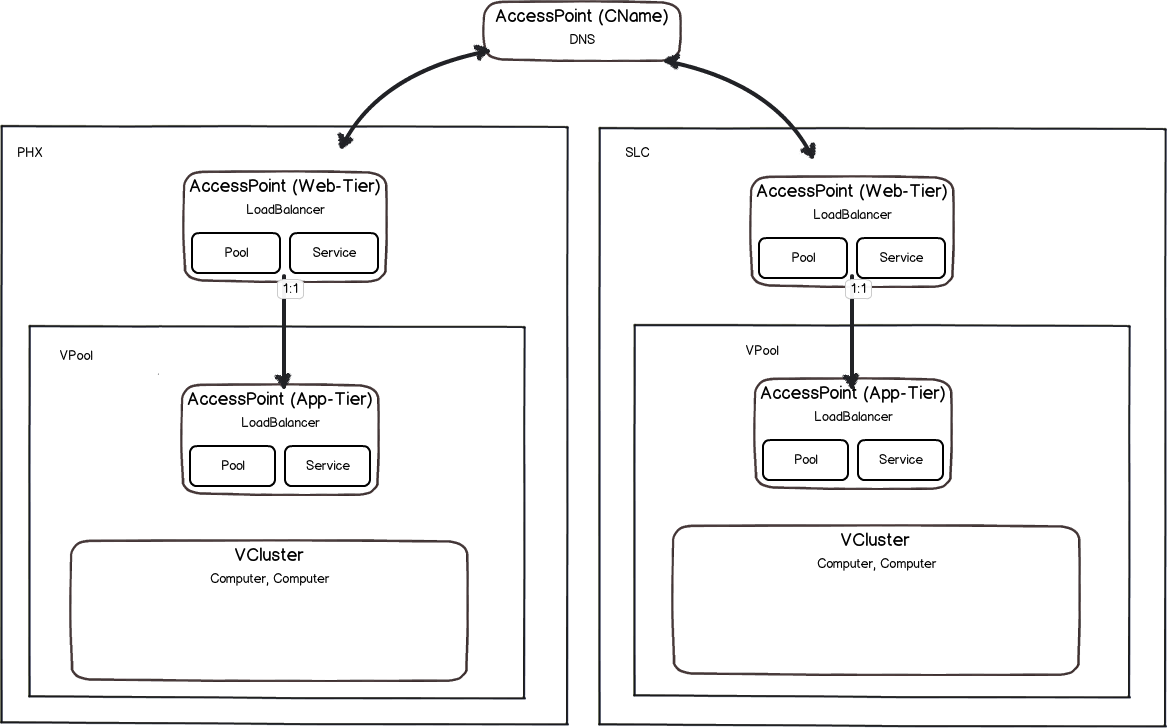 AccessPoint (CName)
DNS
PHX
AccessPoint (Web-Tier)
LoadBalancer
Pool
Service
1:1
VPool
AccessPoint (App-Tier)
LoadBalancer
Pool
Service
VCluster
Computer, Computer
SLC
AccessPoint (Web-Tier)
LoadBalancer
Pool
Service
1:1
VPool
AccessPoint (App-Tier)
LoadBalancer
Pool
Service
VCluster
Computer, Computer